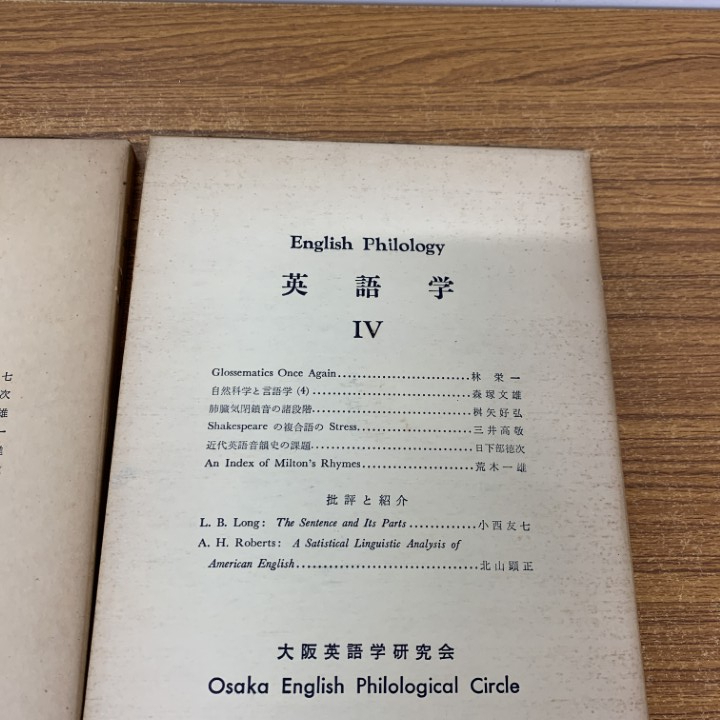 English Philology
英語学
IV
Glossematics Once Again........................林 栄一
自然科学と言語学 (4)..............................森塚文雄
肺臓気閉鎖音の諸段階..............................桝矢好弘
Shakespeare の複合語の Stress....................三井高敬
近代英語音韻史の課題..............................日下部徳次
An Index of Milton's Rhymes....................荒木一雄
批評と紹介
L. B. Long: The Sentence and Its Parts............小西友七
A. H. Roberts: A Satistical Linguistic Analysis of
American English...................................北山顕正
大阪英語学研究会
Osaka English Philological Circle
七
次
雄
一